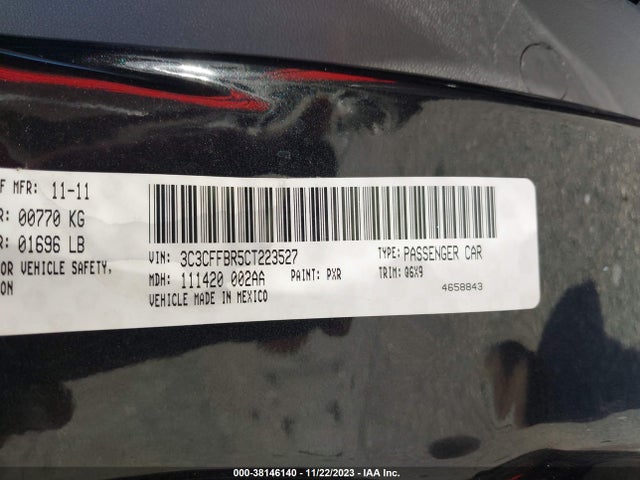 F MFR: 11-11
R: 00770 KG
R: 01696 LB
OR VEHICLE SAFETY,
ON
VIN: 3C3CFFBR5CT223527
TYPE: PASSENGER CAR
MDH: 111420 002AA
PAINT: PXR
TRIM: Q6X9
VEHICLE MADE IN MEXICO
4658843
000-38146140 - 11/22/2023 - IAA Inc.